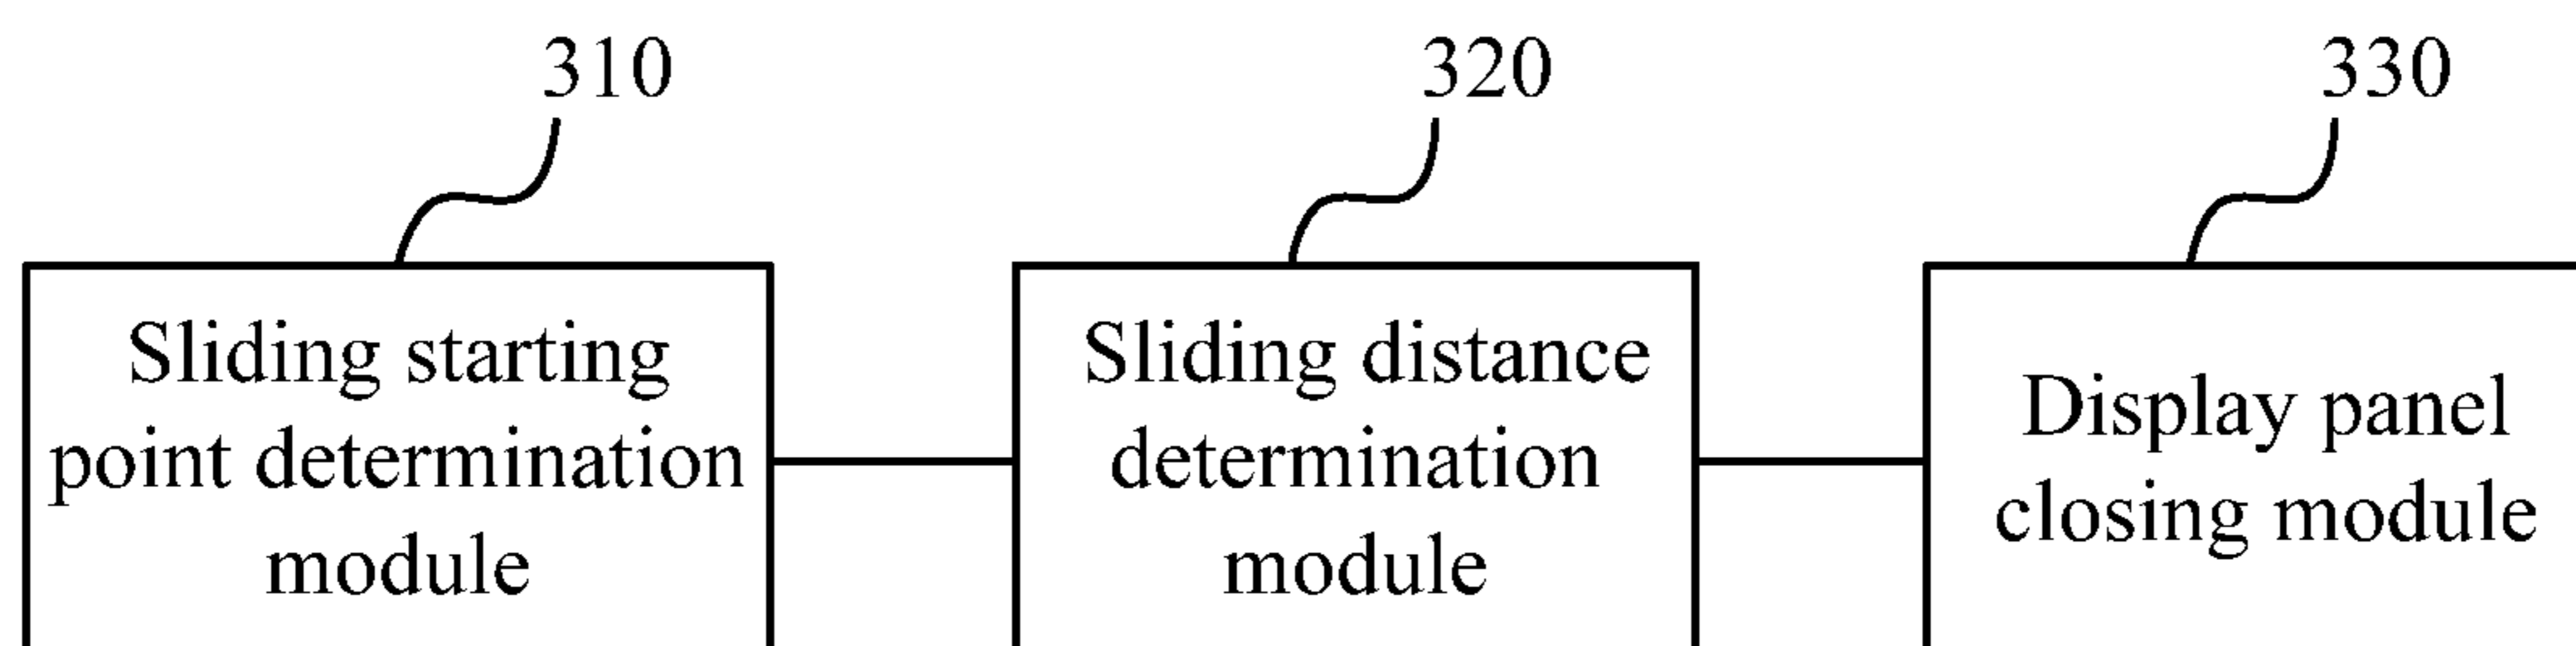 310
320
330
Sliding starting
point determination
module
Sliding distance
determination
module
Display panel
closing module